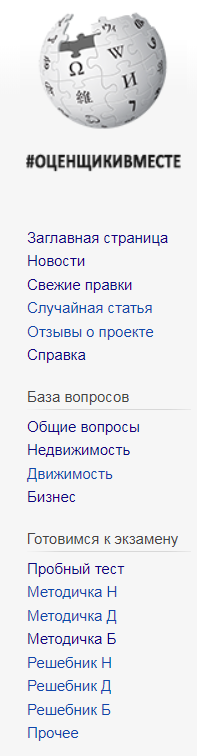 Ω
W
И
維
#ОЦЕНЩИКИВМЕСТЕ
Заглавная страница
Новости
Свежие правки
Случайная статья
Отзывы о проекте
Справка
База вопросов
Общие вопросы
Недвижимость
Движимость
Бизнес
Готовимся к экзамену
Пробный тест
Методичка Н
Методичка Д
Методичка Б
Решебник Н
Решебник Д
Решебник Б
Прочее